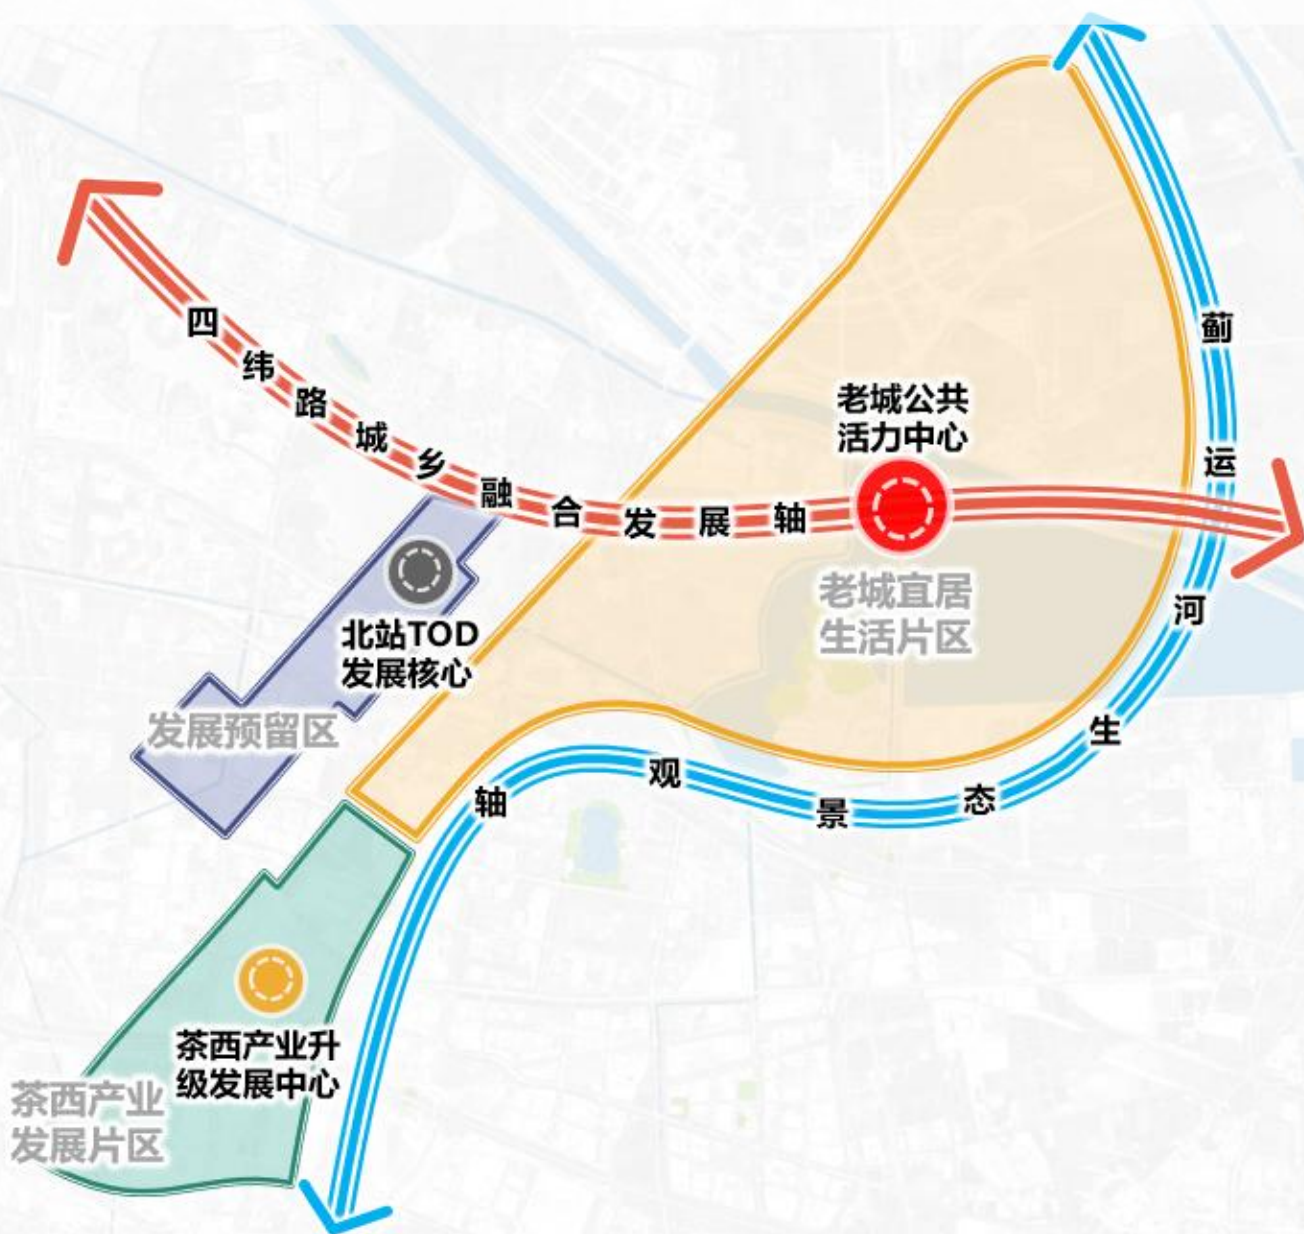 四纬路城乡融合发展轴
蓟运河生态景观轴
老城公共
活力中心
老城宜居
生活片区
北站TOD
发展核心
发展预留区
茶西产业升
级发展中心
茶西产业
发展片区